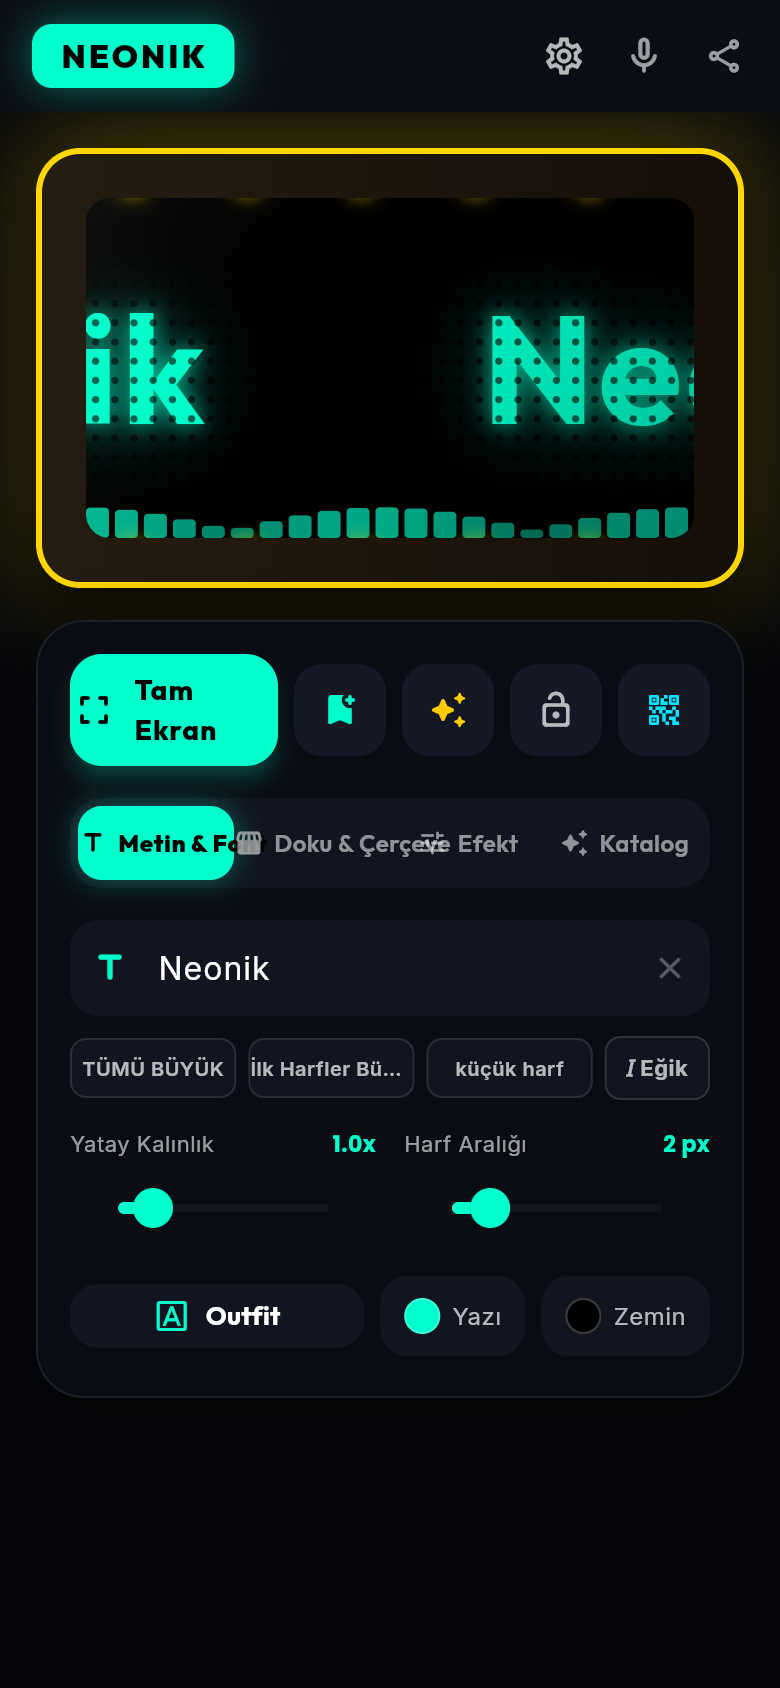 NEONIK
ik Ne
Tam
Ekran
Metin & Font Doku & Çerçeve Efekt Katalog
Neonik
TÜMÜ BÜYÜK İlk Harfler Bü... küçük harf I Eğik
Yatay Kalınlık 1.0x Harf Aralığı 2 px
Outfit Yazı Zemin